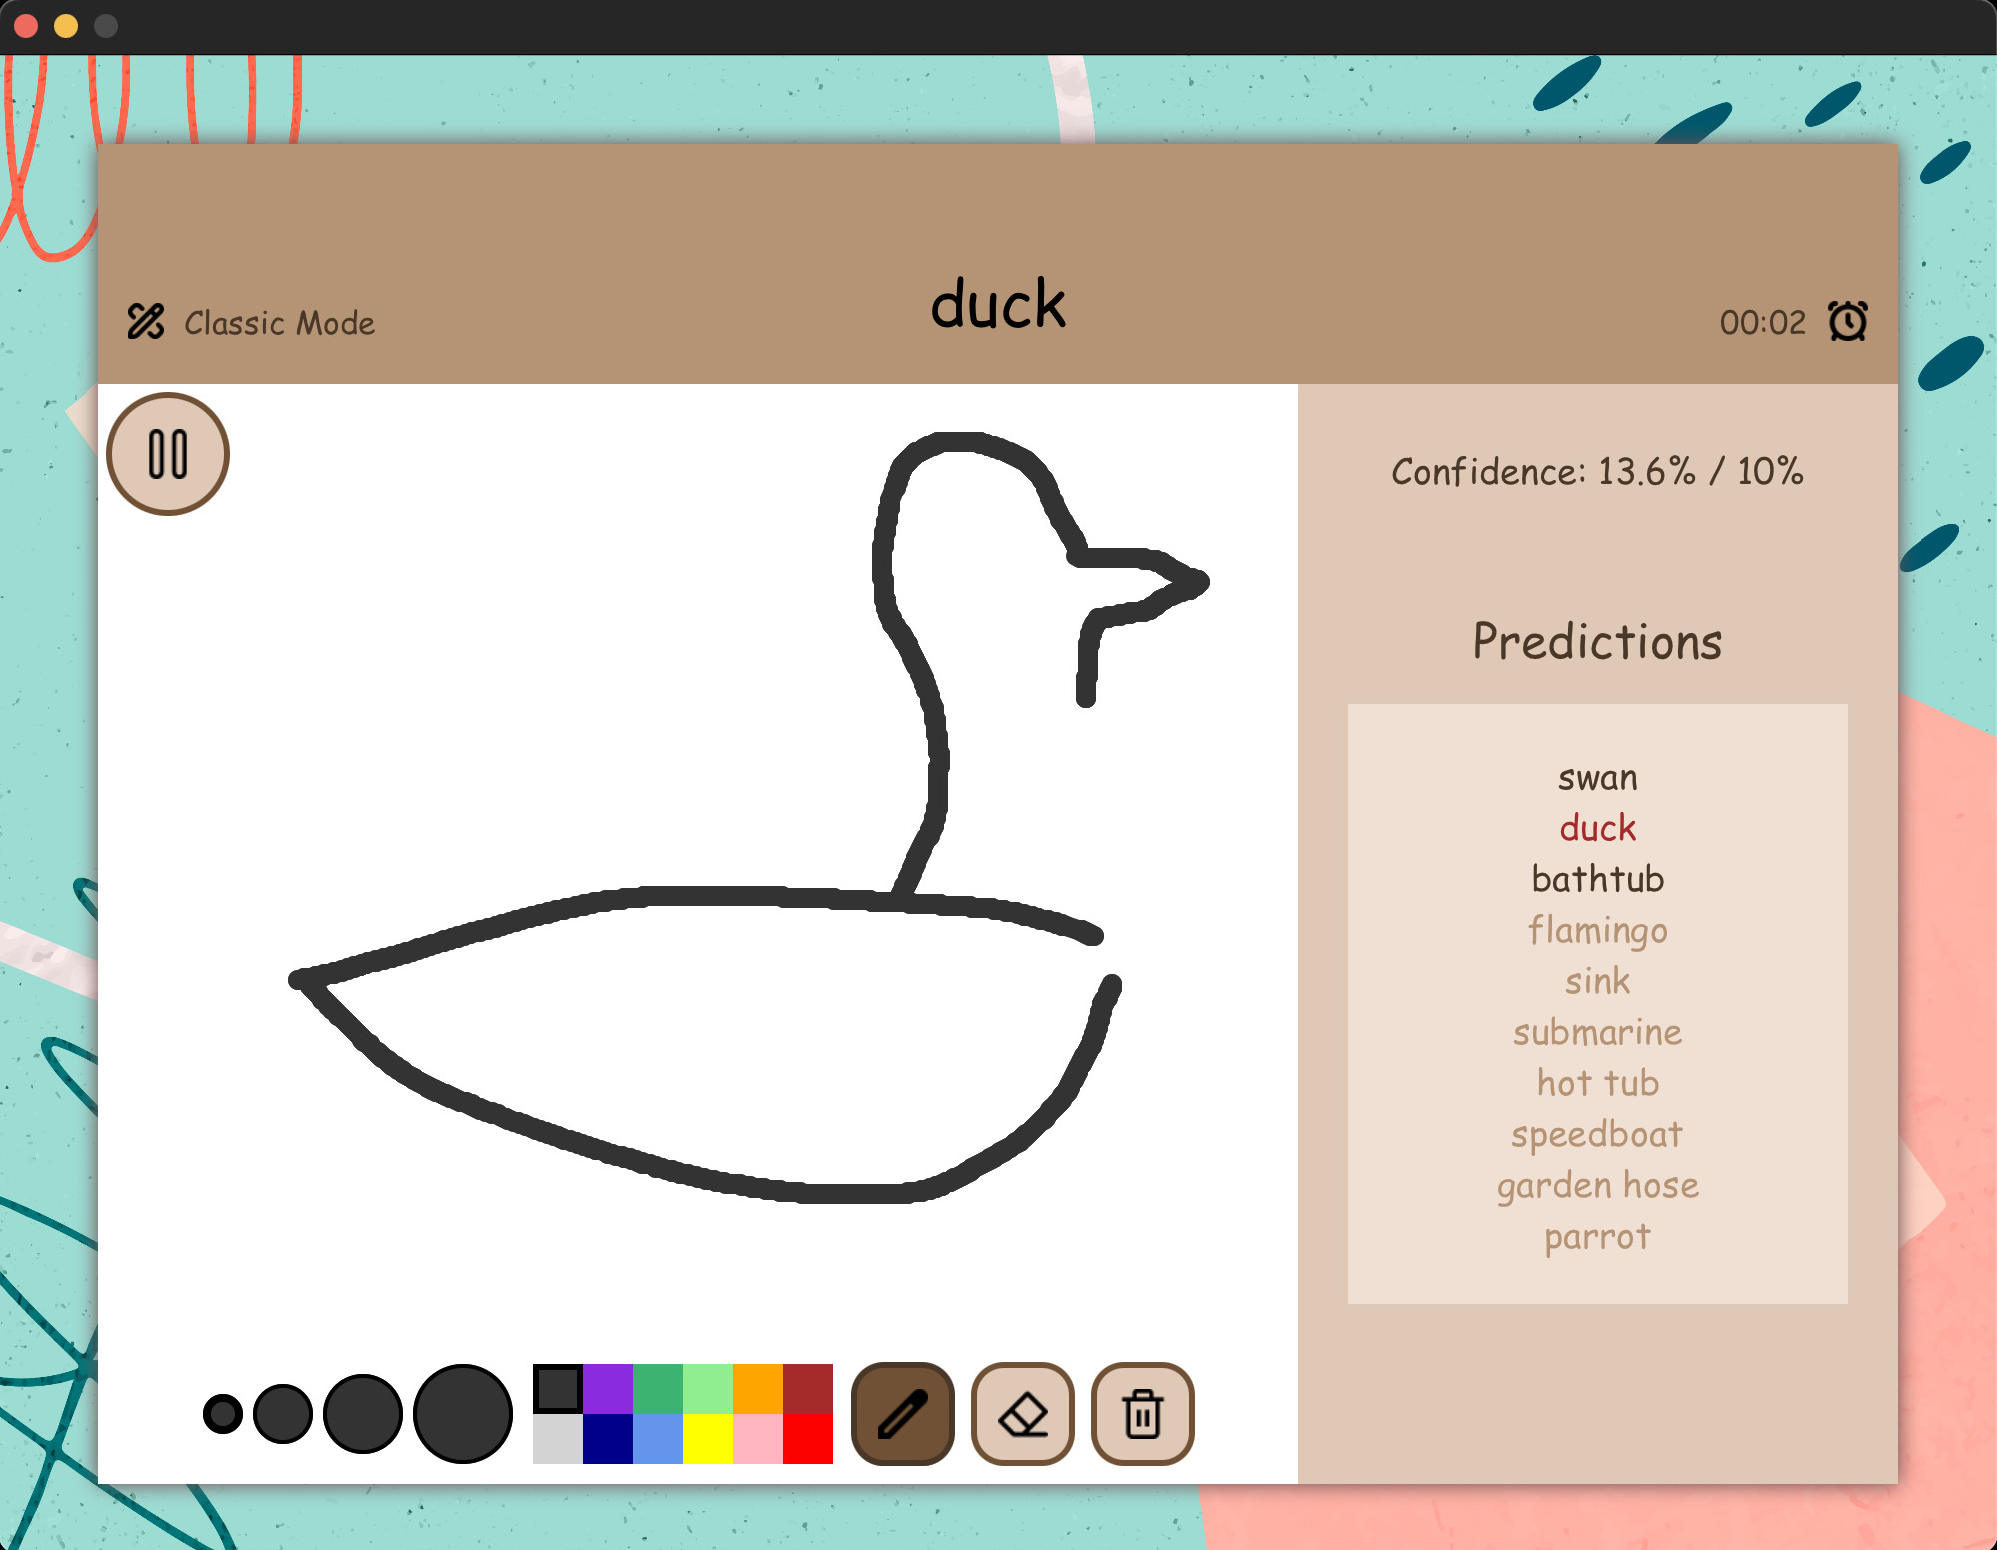 duck
Classic Mode
00:02
Confidence: 13.6% / 10%
Predictions
swan
duck
bathtub
flamingo
sink
submarine
hot tub
speedboat
garden hose
parrot